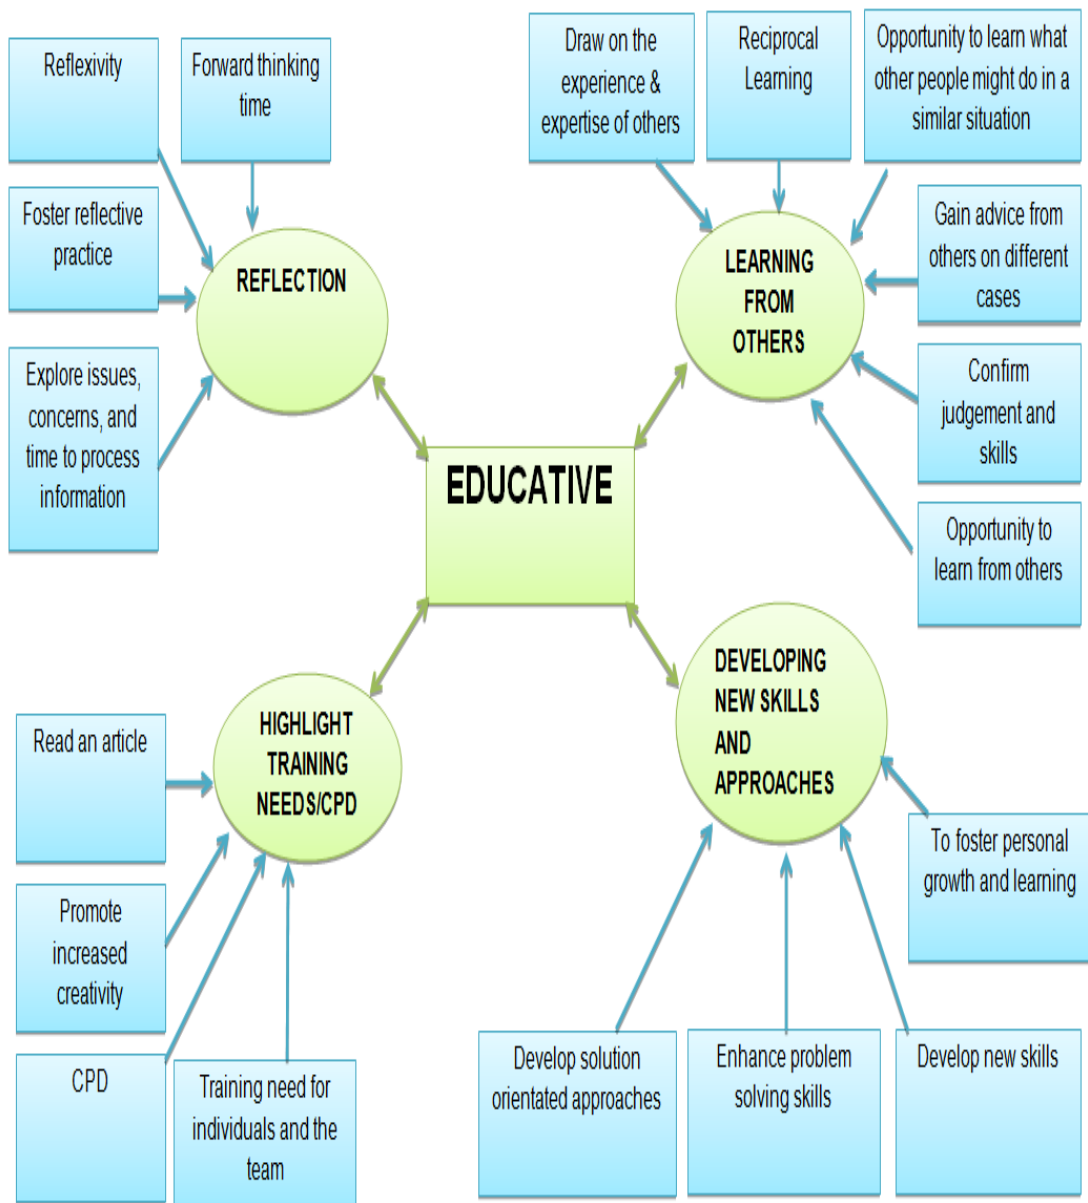 Reflexivity
Forward thinking
time
Foster reflective
practice
Explore issues,
concerns, and
time to process
information
REFLECTION
Draw on the
experience &
expertise of others
Reciprocal
Learning
Opportunity to learn what
other people might do in a
similar situation
Gain advice from
others on different
cases
Confirm
judgement and
skills
Opportunity to
learn from others
LEARNING
FROM
OTHERS
EDUCATIVE
HIGHLIGHT
TRAINING
NEEDS/CPD
Read an article
Promote
increased
creativity
CPD
Training need for
individuals and the
team
DEVELOPING
NEW SKILLS
AND
APPROACHES
To foster personal
growth and learning
Develop solution
orientated approaches
Enhance problem
solving skills
Develop new skills